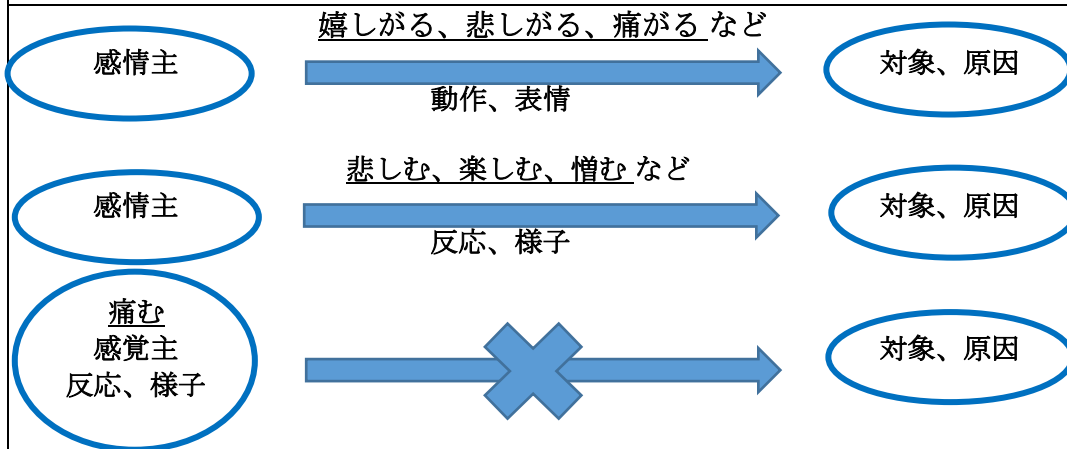 嬉しがる、悲しがる、痛がる など
感情主
対象、原因
動作、表情
悲しむ、楽しむ、憎む など
感情主
対象、原因
反応、様子
痛む
感覚主
反応、様子
対象、原因